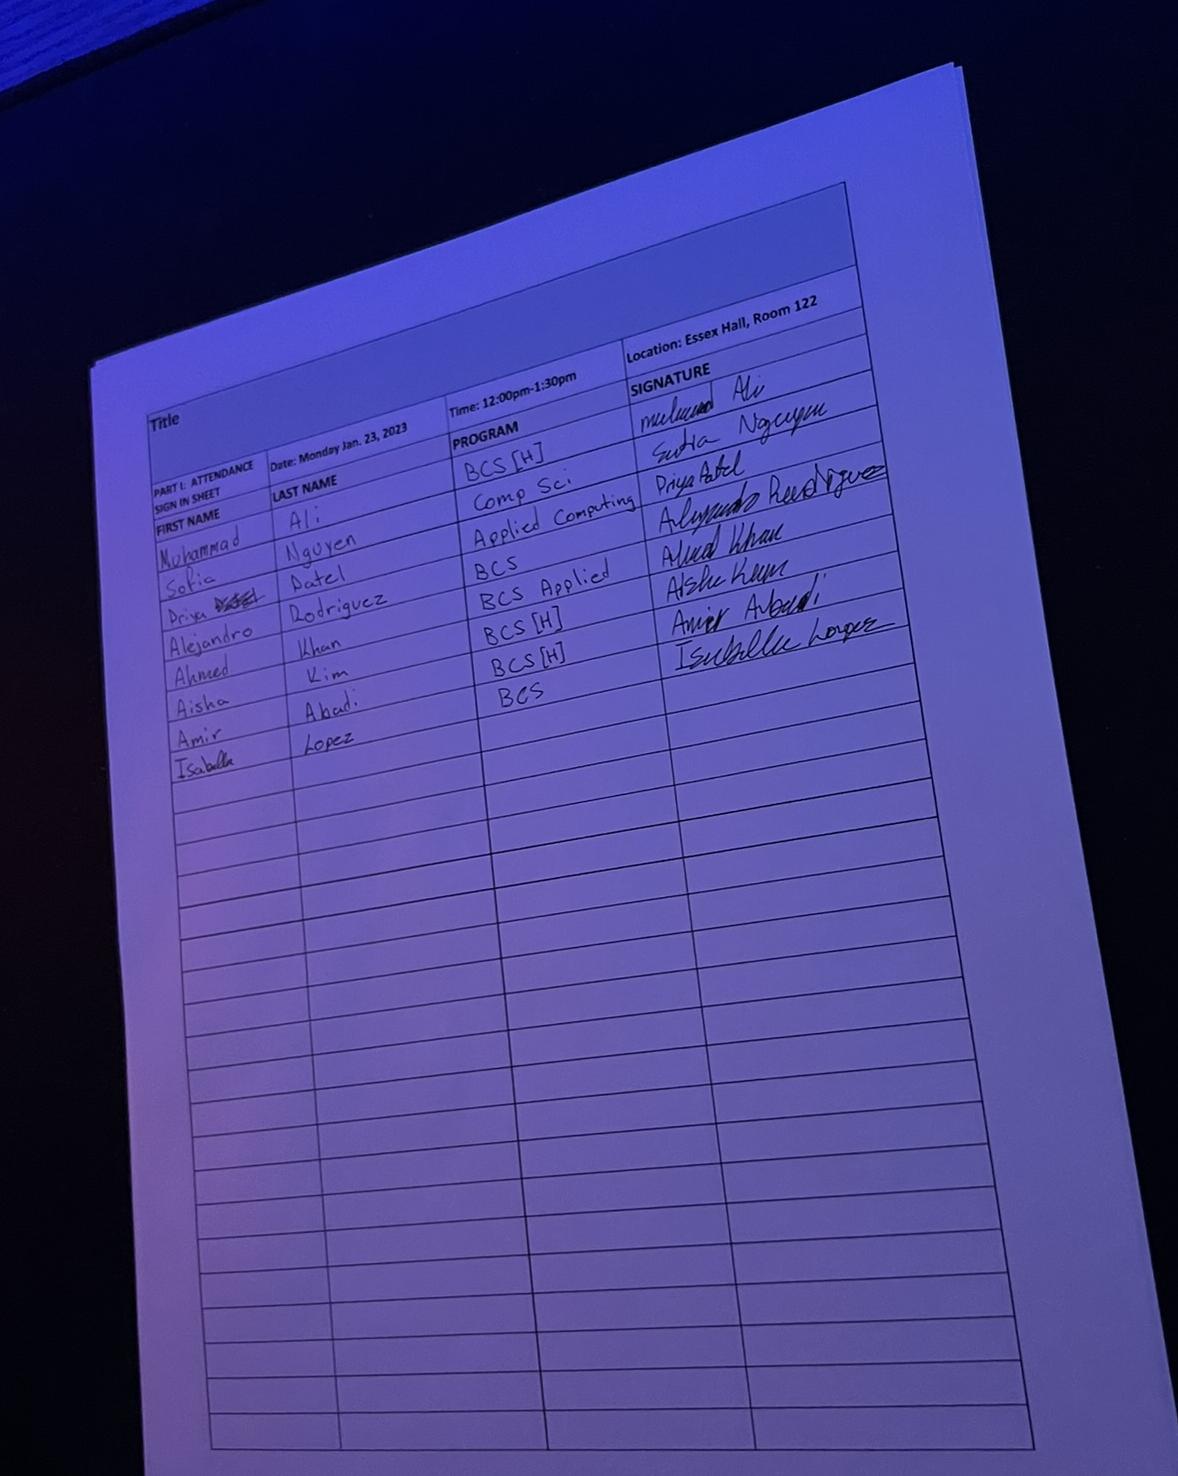 Title
PART I: ATTENDANCE SIGN IN SHEET Date: Monday Jan. 23, 2023 Time: 12:00pm-1:30pm Location: Essex Hall, Room 122
FIRST NAME LAST NAME PROGRAM SIGNATURE
Muhammad Ali BCS [H] Ali
Sofia Nguyen Comp Sci Sofia Nguyen
Priya Patel Applied Computing Priya Patel
Alejandro Rodriguez BCS Alejandro Rodriguez
Ahmed Khan BCS Applied Ahmed Khan
Aisha Kim BCS [H] Aisha
Amir Abadi BCS [H] Amir Abadi
Isabella Lopez BCS Isabella Lopez